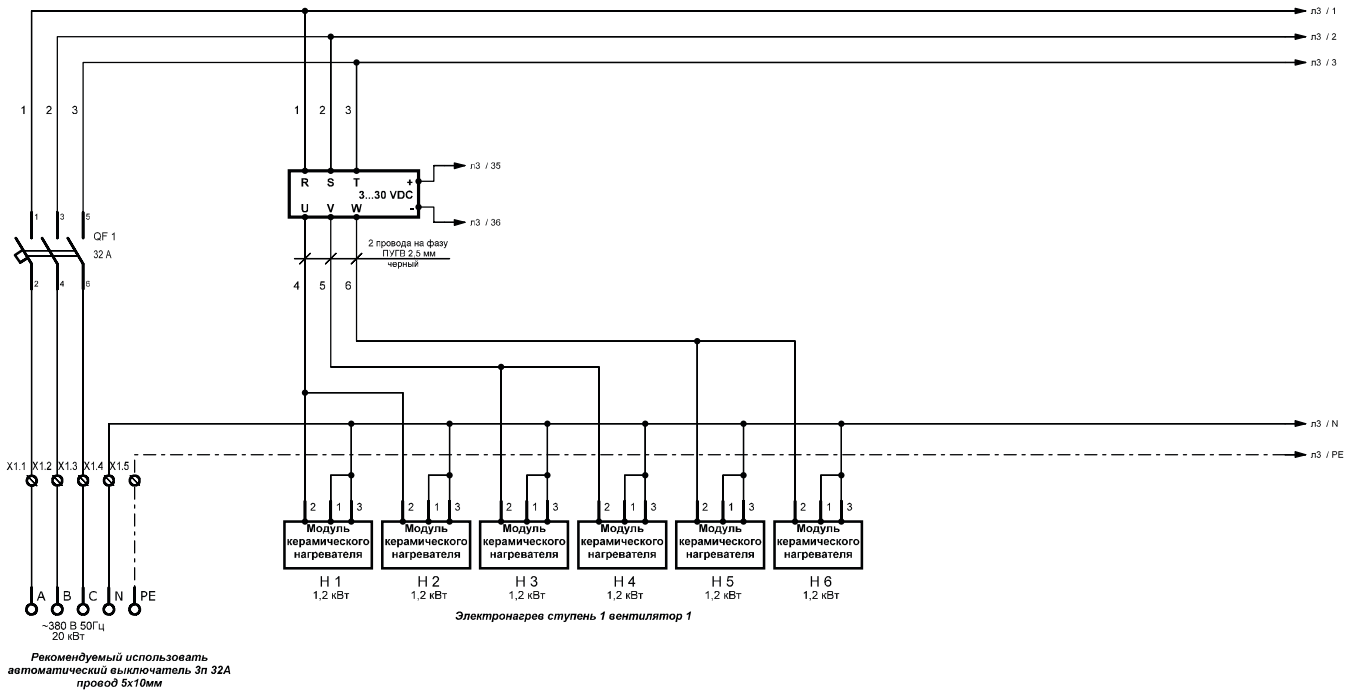 л3 / 1
л3 / 2
л3 / 3
1 2 3
1 2 3
л3 / 35
R S T +
3...30 VDC
U V W -
л3 / 36
1 3 5
QF 1
32 А
2 4 6
2 провода на фазу
ПУГВ 2,5 мм
черный
4 5 6
л3 / N
л3 / PE
X1.1 X1.2 X1.3 X1.4 X1.5
2 1 3 2 1 3 2 1 3 2 1 3 2 1 3 2 1 3
Модуль
керамического
нагревателя
Модуль
керамического
нагревателя
Модуль
керамического
нагревателя
Модуль
керамического
нагревателя
Модуль
керамического
нагревателя
Модуль
керамического
нагревателя
Н 1 Н 2 Н 3 Н 4 Н 5 Н 6
1,2 кВт 1,2 кВт 1,2 кВт 1,2 кВт 1,2 кВт 1,2 кВт
A B C N PE
Электронагрев ступень 1 вентилятор 1
~380 В 50Гц
20 кВт
Рекомендуемый использовать
автоматический выключатель 3п 32А
провод 5х10мм